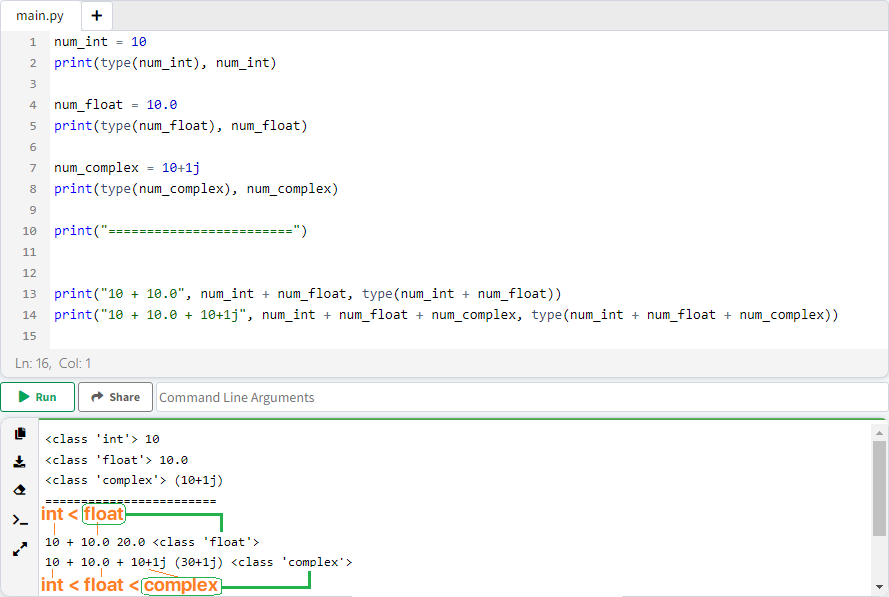 main.py +
1 num_int = 10
2 print(type(num_int), num_int)
3
4 num_float = 10.0
5 print(type(num_float), num_float)
6
7 num_complex = 10+1j
8 print(type(num_complex), num_complex)
9
10 print("========================")
11
12
13 print("10 + 10.0", num_int + num_float, type(num_int + num_float))
14 print("10 + 10.0 + 10+1j", num_int + num_float + num_complex, type(num_int + num_float + num_complex))
15
Ln: 16, Col: 1
Run Share Command Line Arguments
<class 'int'> 10
<class 'float'> 10.0
<class 'complex'> (10+1j)
========================
int < float
10 + 10.0 20.0 <class 'float'>
10 + 10.0 + 10+1j (30+1j) <class 'complex'>
int < float < complex